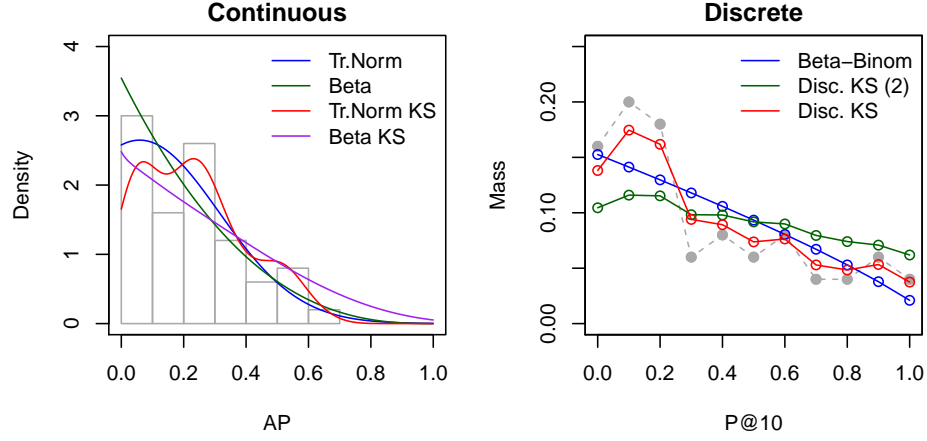 Continuous
Density
4
3
2
1
0
Tr.Norm
Beta
Tr.Norm KS
Beta KS
0.0 0.2 0.4 0.6 0.8 1.0
AP
Discrete
Mass
0.20
0.10
0.00
Beta−Binom
Disc. KS (2)
Disc. KS
0.0 0.2 0.4 0.6 0.8 1.0
P@10